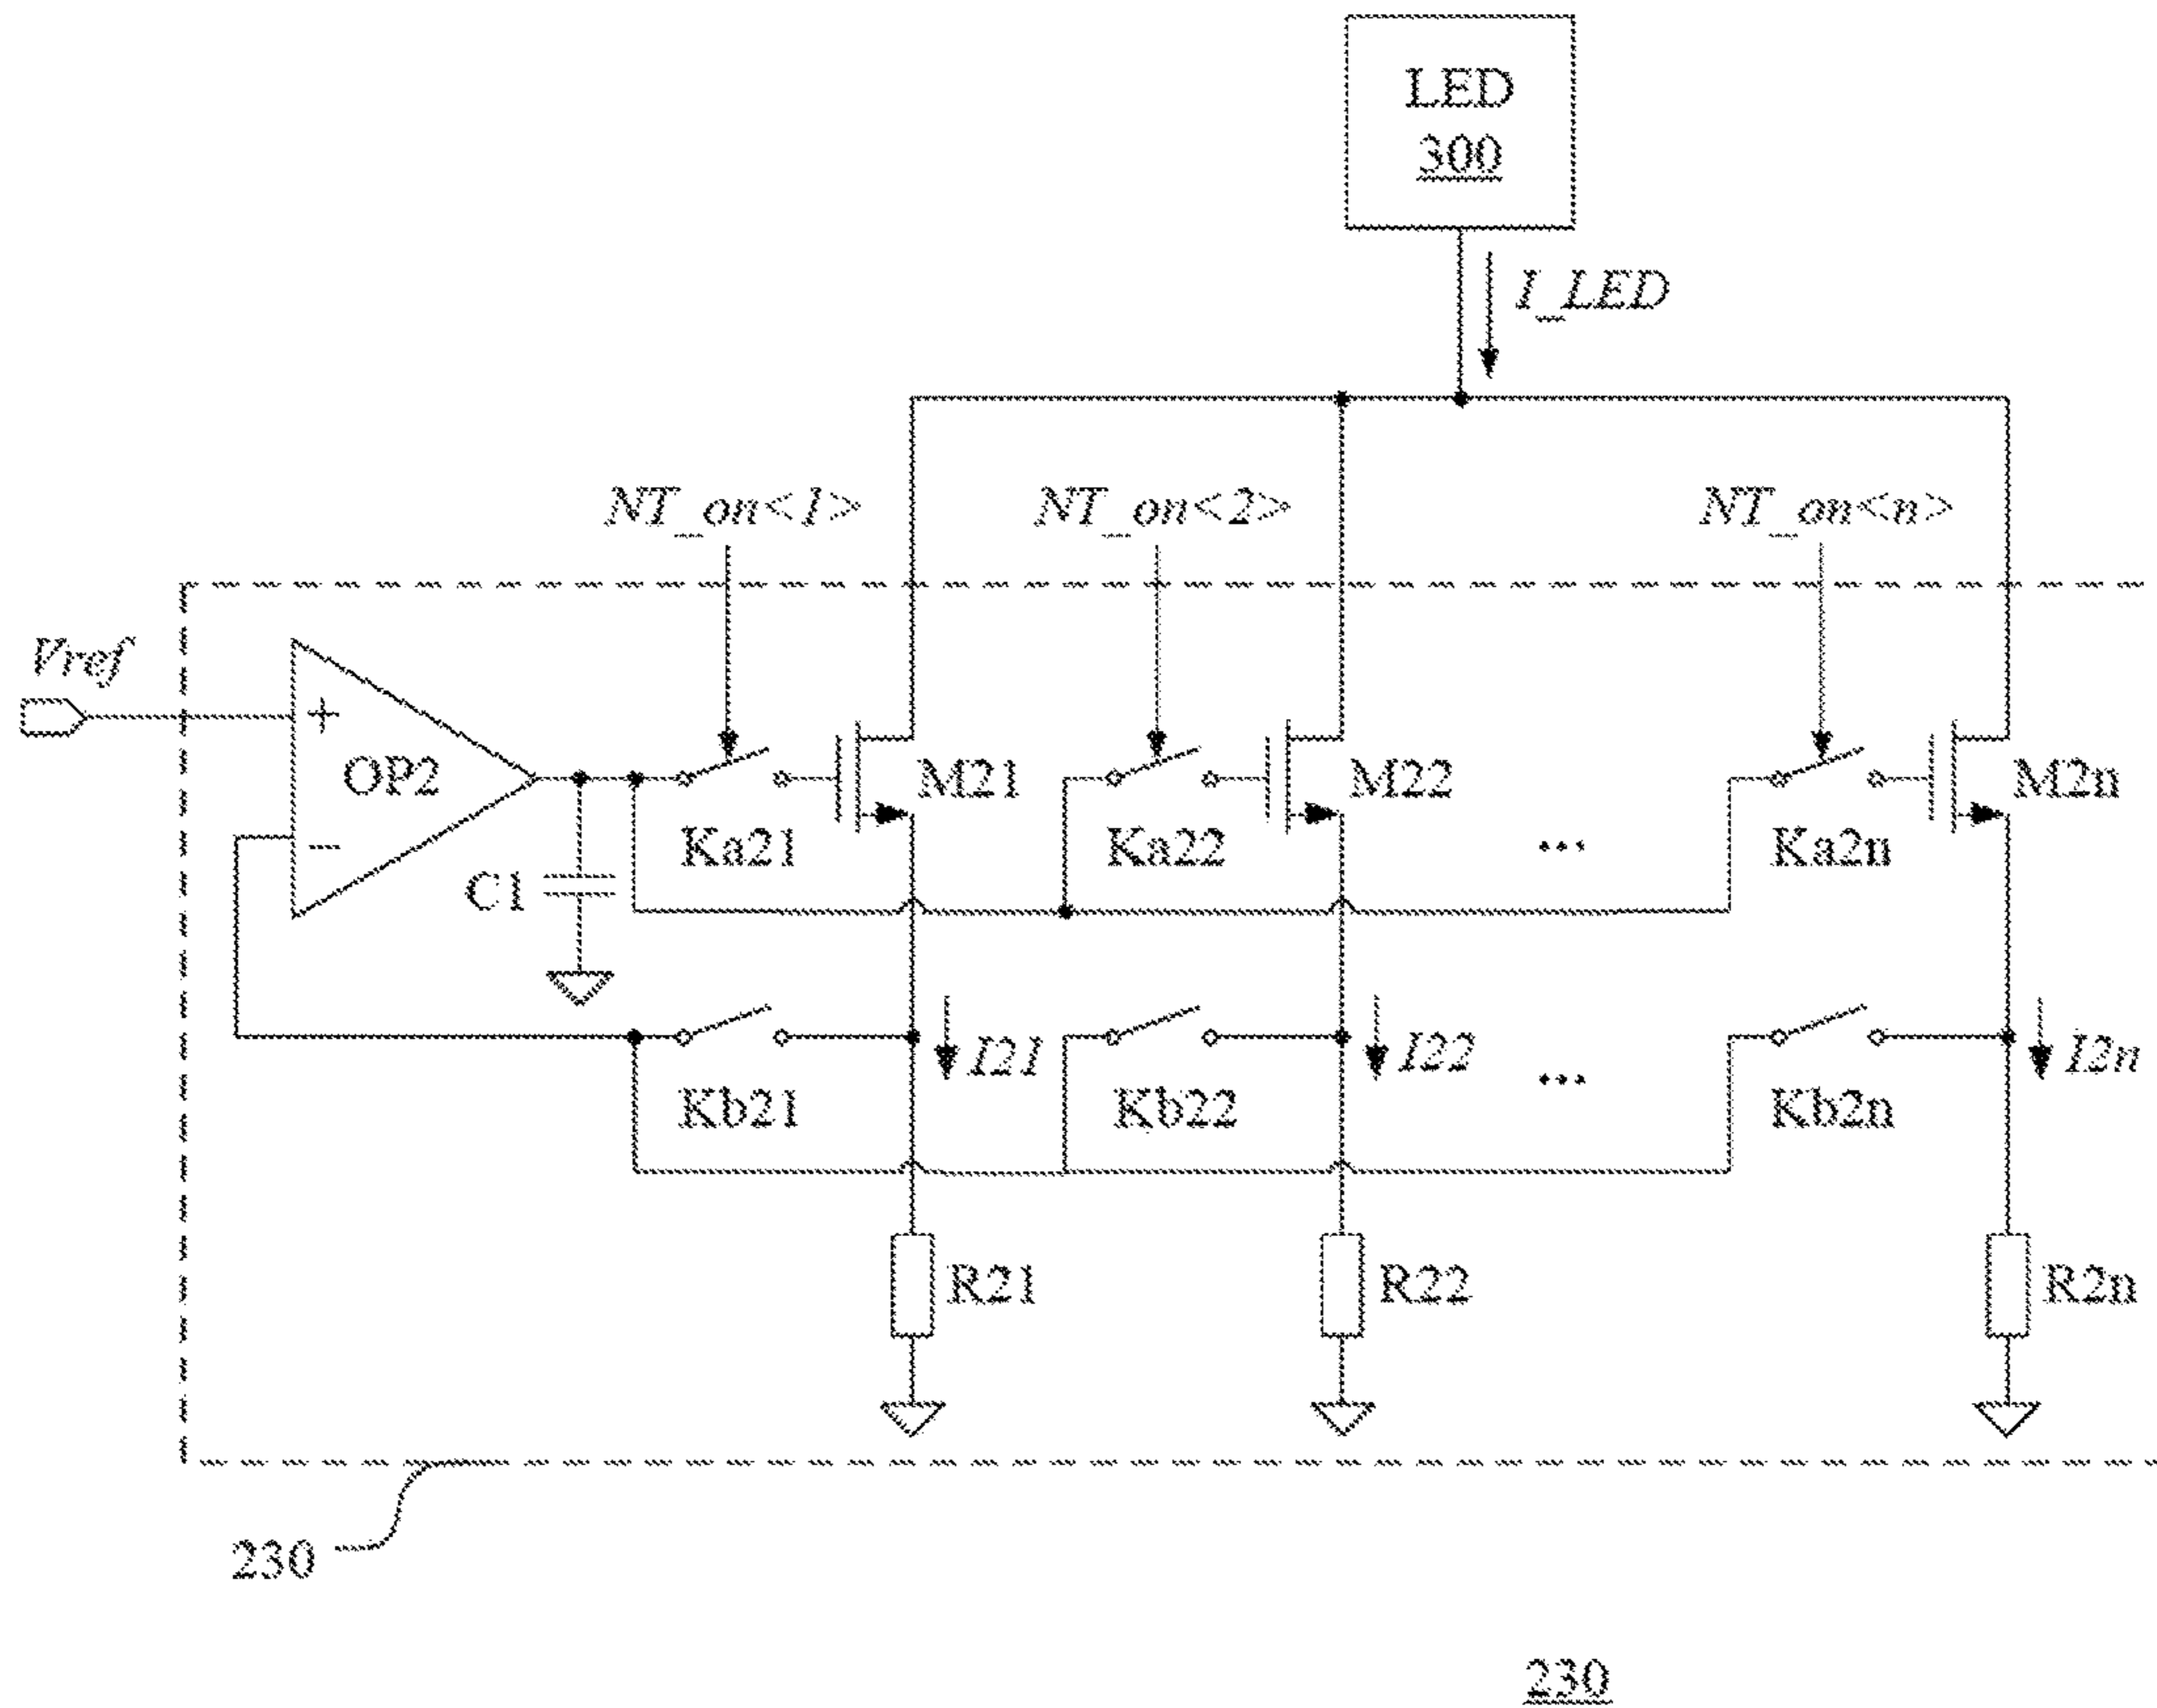 LED
300
I_LED
NT_on<1> NT_on<2> NT_on<n>
Vref
+
OP2 M21 M22 M2n
-
Ka21 Ka22 ... Ka2n
C1
I21 I22 ... I2n
Kb21 Kb22 Kb2n
R21 R22 R2n
230
230